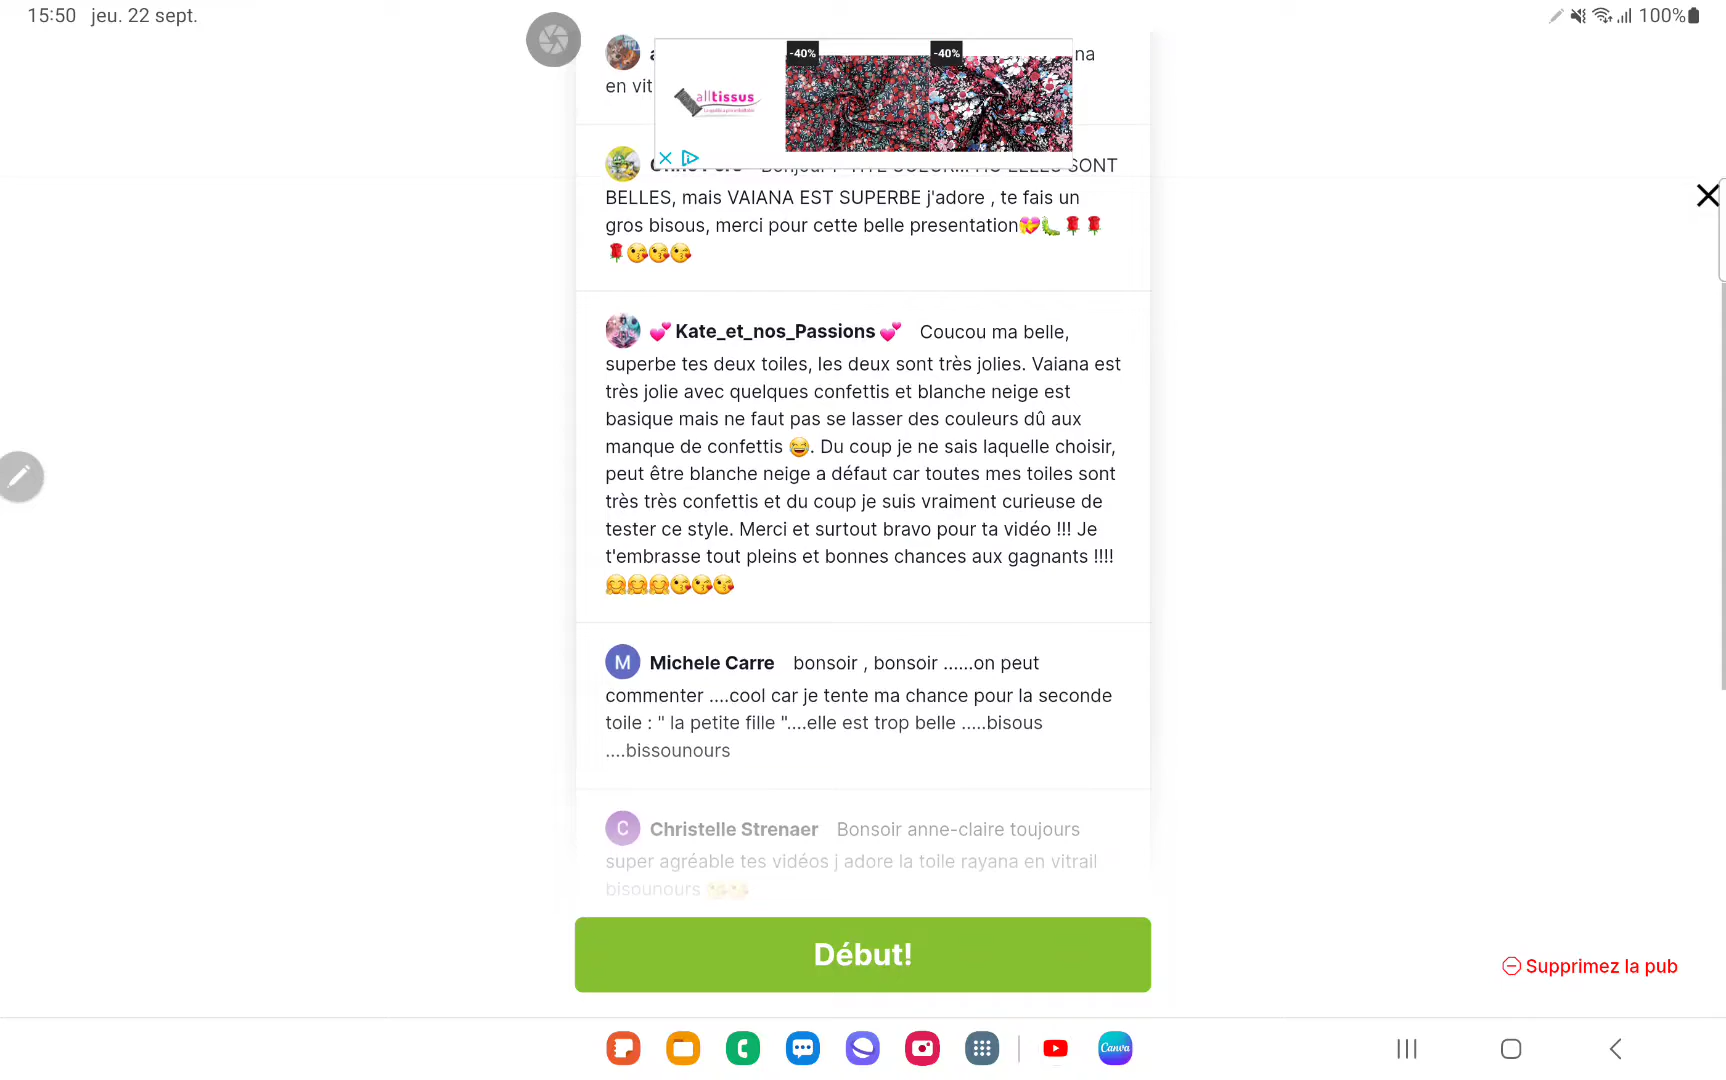 15:50 jeu. 22 sept.
100%
na
en vit
-40%
-40%
alltissus
SONT
BELLES, mais VAIANA EST SUPERBE j'adore , te fais un
gros bisous, merci pour cette belle presentation💝🐛🌹🌹
🌹😘😘😘
💕 Kate_et_nos_Passions 💕 Coucou ma belle,
superbe tes deux toiles, les deux sont très jolies. Vaiana est
très jolie avec quelques confettis et blanche neige est
basique mais ne faut pas se lasser des couleurs dû aux
manque de confettis 😅. Du coup je ne sais laquelle choisir,
peut être blanche neige a défaut car toutes mes toiles sont
très très confettis et du coup je suis vraiment curieuse de
tester ce style. Merci et surtout bravo pour ta vidéo !!! Je
t'embrasse tout pleins et bonnes chances aux gagnants !!!!
🤗🤗🤗😘😘😘
M Michele Carre bonsoir , bonsoir ......on peut
commenter ....cool car je tente ma chance pour la seconde
toile : " la petite fille "....elle est trop belle .....bisous
....bissounours
C Christelle Strenaer Bonsoir anne-claire toujours
super agréable tes vidéos j adore la toile rayana en vitrail
bisounours 😘😘
Début!
Supprimez la pub
Canva